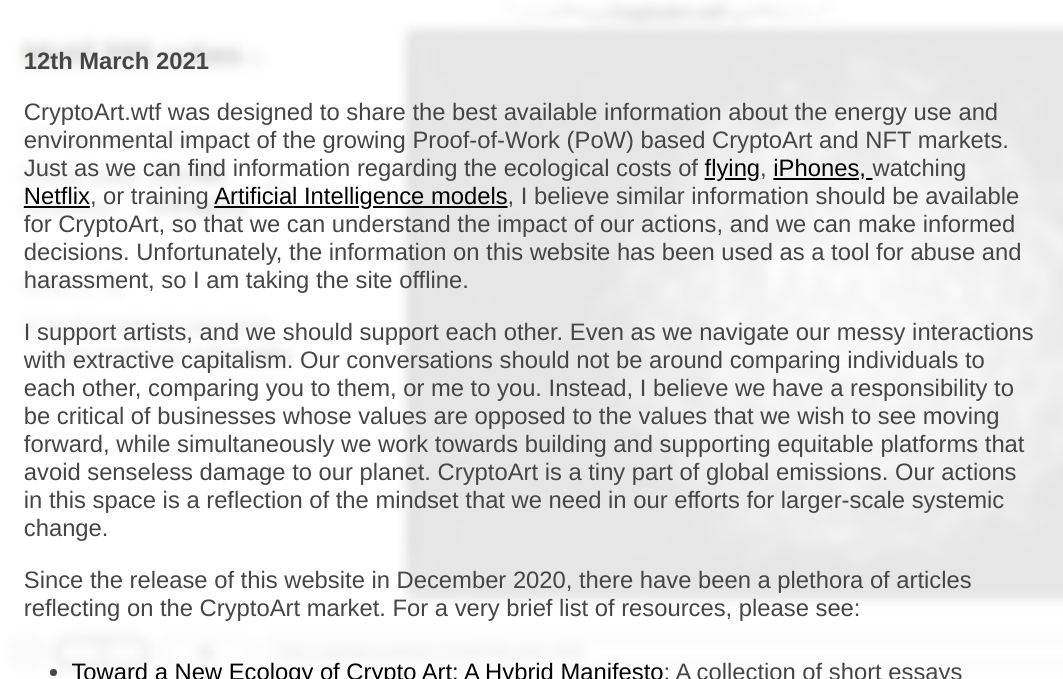 12th March 2021
CryptoArt.wtf was designed to share the best available information about the energy use and
environmental impact of the growing Proof-of-Work (PoW) based CryptoArt and NFT markets.
Just as we can find information regarding the ecological costs of flying, iPhones, watching
Netflix, or training Artificial Intelligence models, I believe similar information should be available
for CryptoArt, so that we can understand the impact of our actions, and we can make informed
decisions. Unfortunately, the information on this website has been used as a tool for abuse and
harassment, so I am taking the site offline.
I support artists, and we should support each other. Even as we navigate our messy interactions
with extractive capitalism. Our conversations should not be around comparing individuals to
each other, comparing you to them, or me to you. Instead, I believe we have a responsibility to
be critical of businesses whose values are opposed to the values that we wish to see moving
forward, while simultaneously we work towards building and supporting equitable platforms that
avoid senseless damage to our planet. CryptoArt is a tiny part of global emissions. Our actions
in this space is a reflection of the mindset that we need in our efforts for larger-scale systemic
change.
Since the release of this website in December 2020, there have been a plethora of articles
reflecting on the CryptoArt market. For a very brief list of resources, please see:
• Toward a New Ecology of Crypto Art: A Hybrid Manifesto: A collection of short essays